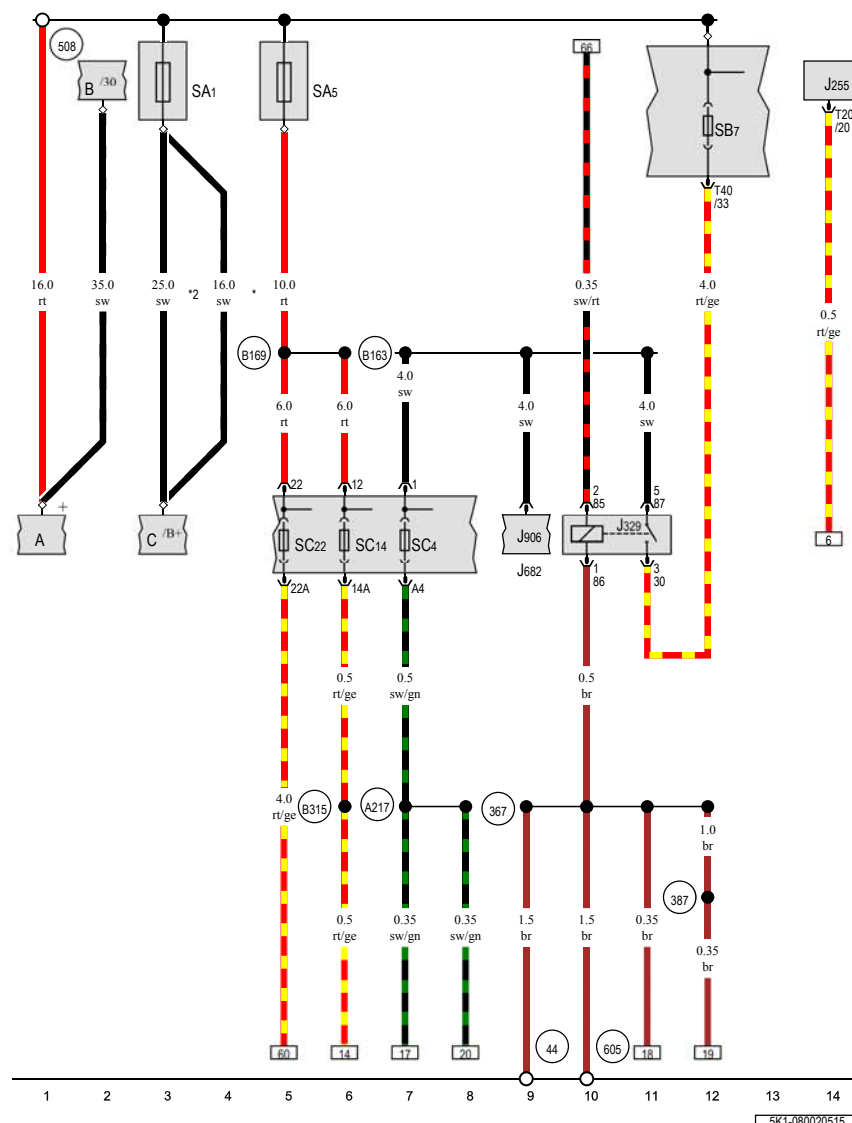 508
B /30
SA1
SA5
66
SB7
J255
T20
/20
T40
/33
16.0
rt
35.0
sw
25.0
sw
*2
16.0
sw
*
10.0
rt
0.35
sw/rt
4.0
rt/ge
0.5
rt/ge
B169
B163
6.0
rt
6.0
rt
4.0
sw
4.0
sw
4.0
sw
22
12
1
2
85
5
87
A
+
C /B+
SC22
SC14
SC4
J906
J682
J329
6
22A
14A
A4
1
86
3
30
0.5
rt/ge
0.5
sw/gn
0.5
br
4.0
rt/ge
B315
A217
367
1.0
br
387
0.5
rt/ge
0.35
sw/gn
0.35
sw/gn
1.5
br
1.5
br
0.35
br
0.35
br
60
14
17
20
44
605
18
19
1 2 3 4 5 6 7 8 9 10 11 12 13 14
5K1-080020515